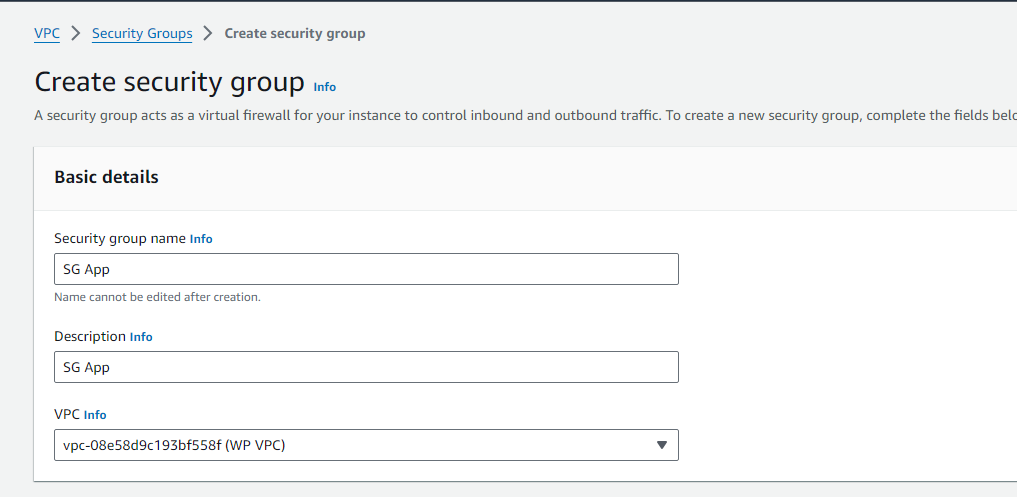 VPC > Security Groups > Create security group
Create security group Info
A security group acts as a virtual firewall for your instance to control inbound and outbound traffic. To create a new security group, complete the fields
Basic details
Security group name Info
SG App
Name cannot be edited after creation.
Description Info
SG App
VPC Info
vpc-08e58d9c193bf558f (WP VPC)